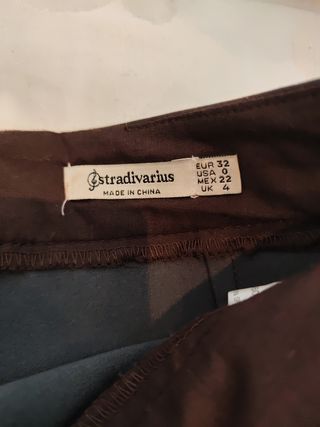 stradivarius
MADE IN CHINA
EUR 32
USA 0
MEX 22
UK 4